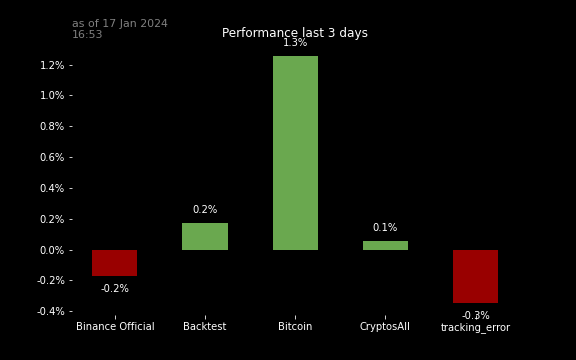 as of 17 Jan 2024
16:53
Performance last 3 days
1.3%
1.2%
1.0%
0.8%
0.6%
0.4%
0.2%
0.0%
-0.2%
-0.4%
0.2%
0.1%
-0.2%
-0.3%
Binance Official
Backtest
Bitcoin
CryptosAll
tracking_error